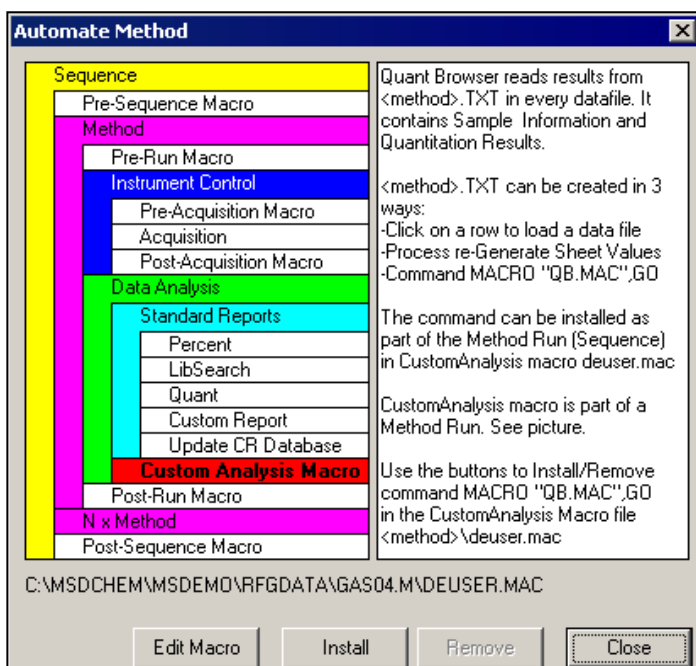 Automate Method
Sequence
Pre-Sequence Macro
Method
Pre-Run Macro
Instrument Control
Pre-Acquisition Macro
Acquisition
Post-Acquisition Macro
Data Analysis
Standard Reports
Percent
LibSearch
Quant
Custom Report
Update CR Database
Custom Analysis Macro
Post-Run Macro
N x Method
Post-Sequence Macro
Quant Browser reads results from
<method>.TXT in every datafile. It
contains Sample Information and
Quantitation Results.
<method>.TXT can be created in 3
ways:
-Click on a row to load a data file
-Process re-Generate Sheet Values
-Command MACRO "QB.MAC",GO
The command can be installed as
part of the Method Run (Sequence)
in CustomAnalysis macro deuser.mac
CustomAnalysis macro is part of a
Method Run. See picture.
Use the buttons to Install/Remove
command MACRO "QB.MAC",GO
in the CustomAnalysis Macro file
<method>\deuser.mac
C:\MSDCHEM\MSDEMO\RFGDATA\GAS04.M\DEUSER.MAC
Edit Macro
Install
Remove
Close